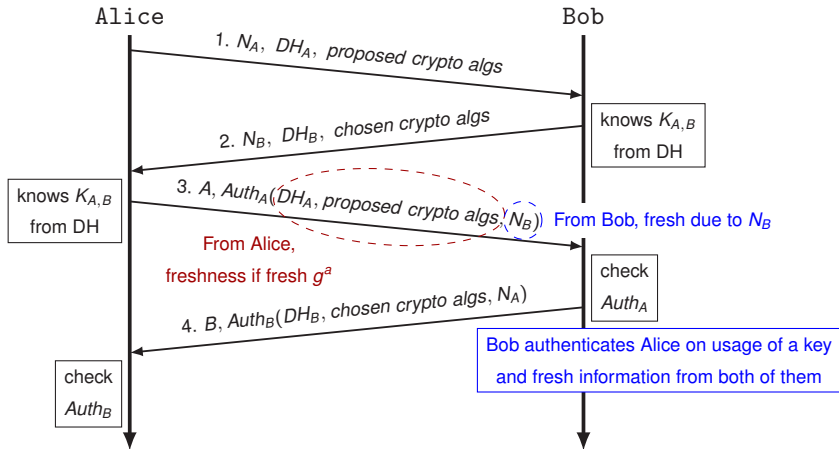 Alice Bob
1. N_A, DH_A, proposed crypto algs
2. N_B, DH_B, chosen crypto algs
knows K_{A,B}
from DH
knows K_{A,B}
from DH
3. A, Auth_A(DH_A, proposed crypto algs, N_B)
From Bob, fresh due to N_B
From Alice,
freshness if fresh g^a
check
Auth_A
4. B, Auth_B(DH_B, chosen crypto algs, N_A)
Bob authenticates Alice on usage of a key
and fresh information from both of them
check
Auth_B